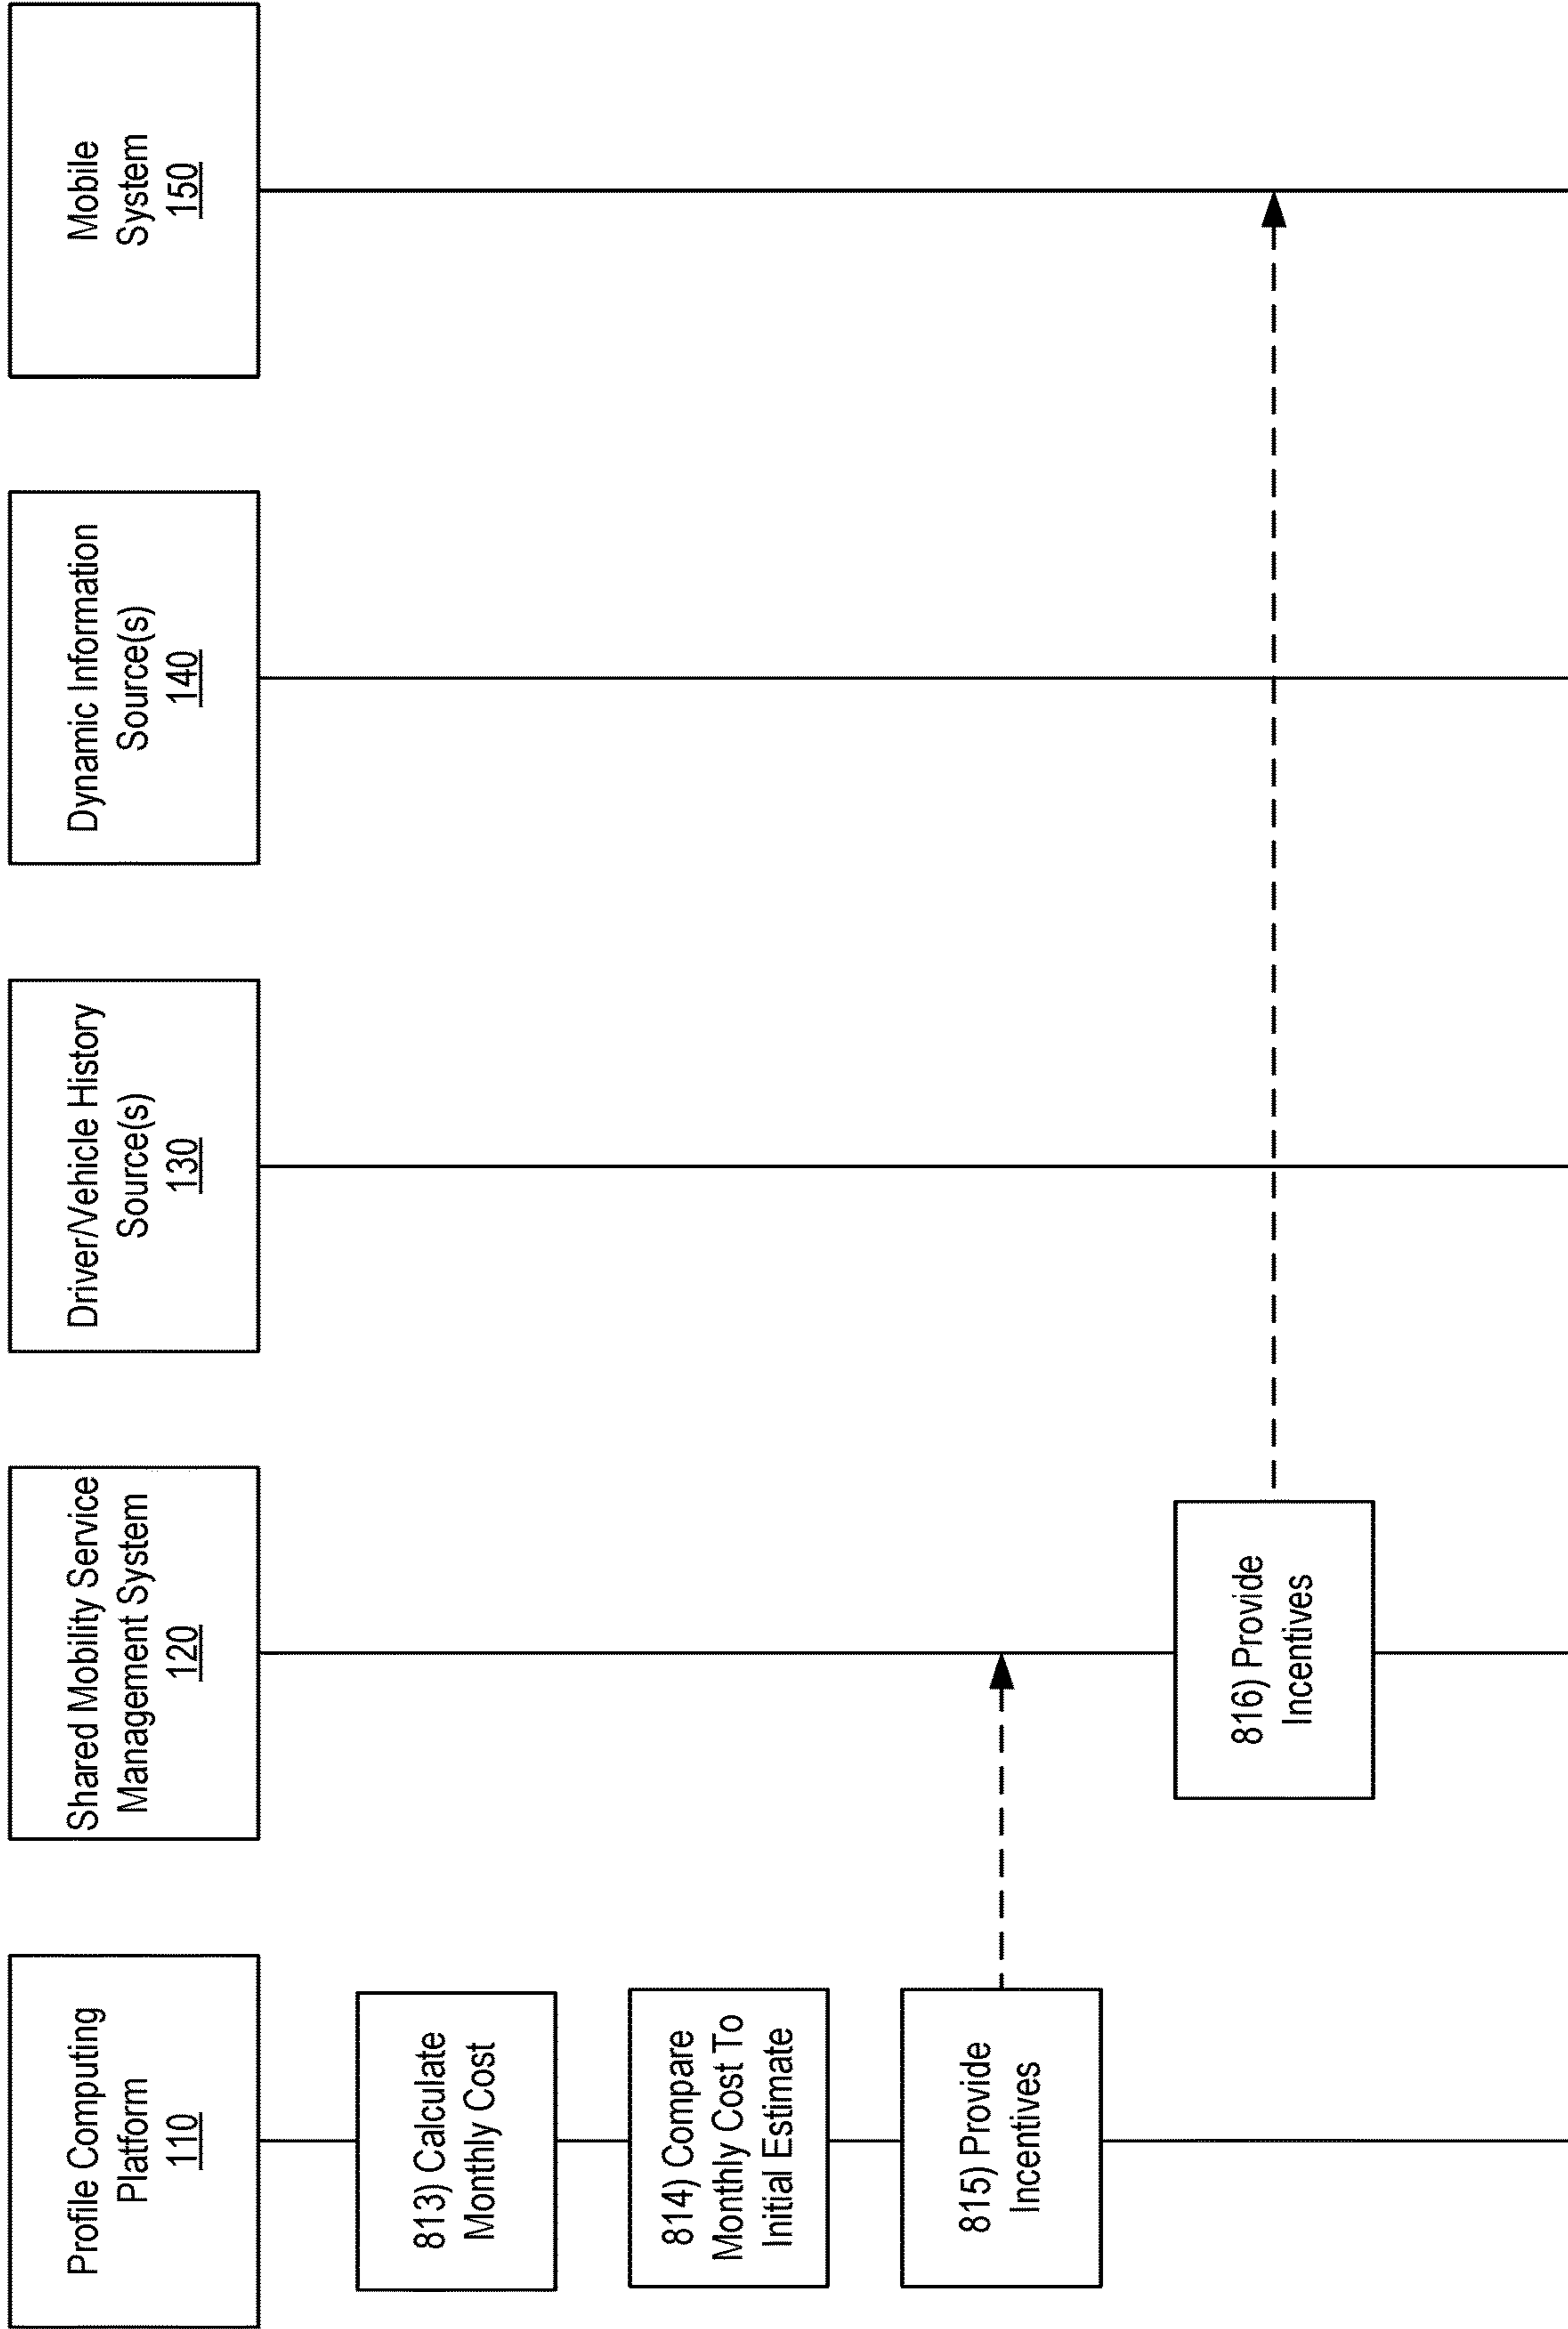 Profile Computing
Platform
110
Shared Mobility Service
Management System
120
Driver/Vehicle History
Source(s)
130
Dynamic Information
Source(s)
140
Mobile
System
150
813) Calculate
Monthly Cost
814) Compare
Monthly Cost To
Initial Estimate
815) Provide
Incentives
816) Provide
Incentives